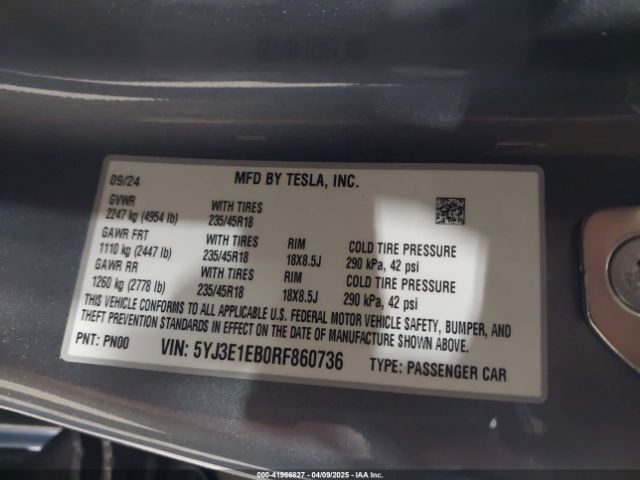 09/24 MFD BY TESLA, INC.
GVWR WITH TIRES
2247 kg (4954 lb) 235/45R18
GAWR FRT WITH TIRES RIM COLD TIRE PRESSURE
1110 kg (2447 lb) 235/45R18 18X8.5J 290 kPa, 42 psi
GAWR RR WITH TIRES RIM COLD TIRE PRESSURE
1260 kg (2778 lb) 235/45R18 18X8.5J 290 kPa, 42 psi
THIS VEHICLE CONFORMS TO ALL APPLICABLE U.S. FEDERAL MOTOR VEHICLE SAFETY, BUMPER, AND
THEFT PREVENTION STANDARDS IN EFFECT ON THE DATE OF MANUFACTURE SHOWN ABOVE.
PNT: PN00 VIN: 5YJ3E1EB0RF860736 TYPE: PASSENGER CAR
000-41966827 - 04/09/2025 - IAA Inc.